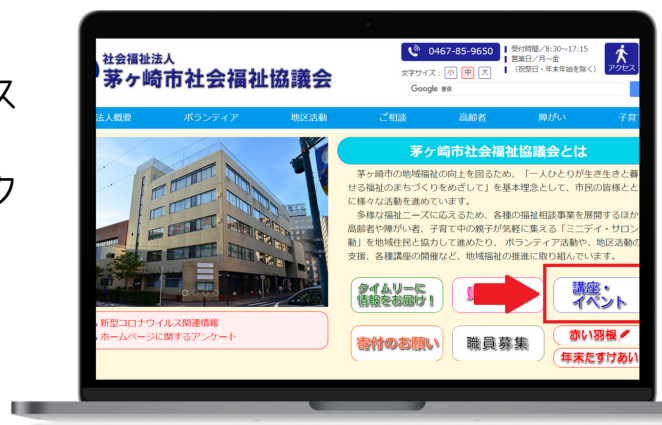 ス
ク
社会福祉法人
茅ヶ崎市社会福祉協議会
0467-85-9650
受付時間／8:30～17:15
営業日／月～金
（祝祭日・年末年始を除く）
アクセス
文字サイズ： 小 中 大
Google 提供
法人概要 ボランティア 地区活動 ご相談 高齢者 障がい 子育
茅ヶ崎市社会福祉協議会とは
茅ヶ崎市の地域福祉の向上を図るため、「一人ひとりが生き生きと暮
せる福祉のまちづくりをめざして」を基本理念として、市民の皆様とと
に様々な活動を進めています。
多様な福祉ニーズに応えるため、各種の福祉相談事業を展開するほか
高齢者や障がい者、子育て中の親子が気軽に集える「ミニデイ・サロン
動」を地域住民と協力して進めたり、ボランティア活動や、地区活動の
支援、各種講座の開催など、地域福祉の推進に取り組んでいます。
タイムリーに
情報をお届け！
講座・
イベント
新型コロナウイルス関連情報
ホームページに関するアンケート
寄付のお願い
職員募集
赤い羽根
年末たすけあい